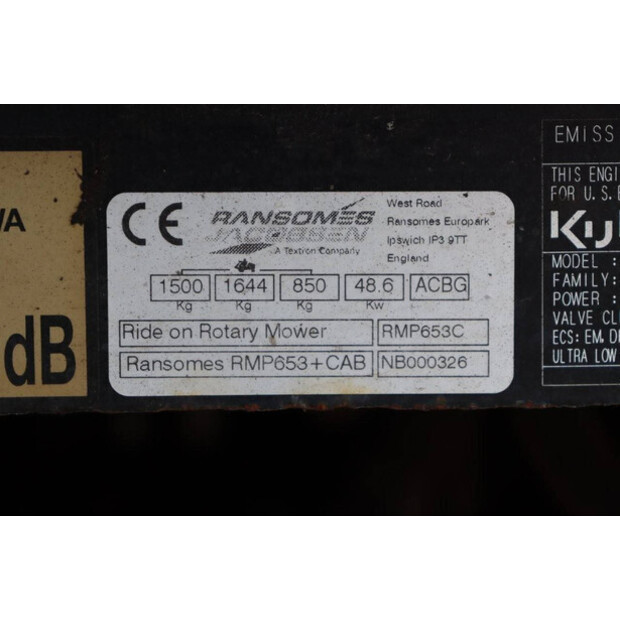 WA
dB
CE
RANSOMES
JACOBSEN
A Textron Company
West Road
Ransomes Europark
Ipswich IP3 9TT
England
1500 1644 850 48.6 ACBG
Kg Kg Kg Kw
Ride on Rotary Mower RMP653C
Ransomes RMP653+CAB NB000326
EMISS
THIS ENGI
FOR U.S.E
Ku
MODEL :
FAMILY:
POWER :
VALVE CL
ECS: EM, DI
ULTRA LOW